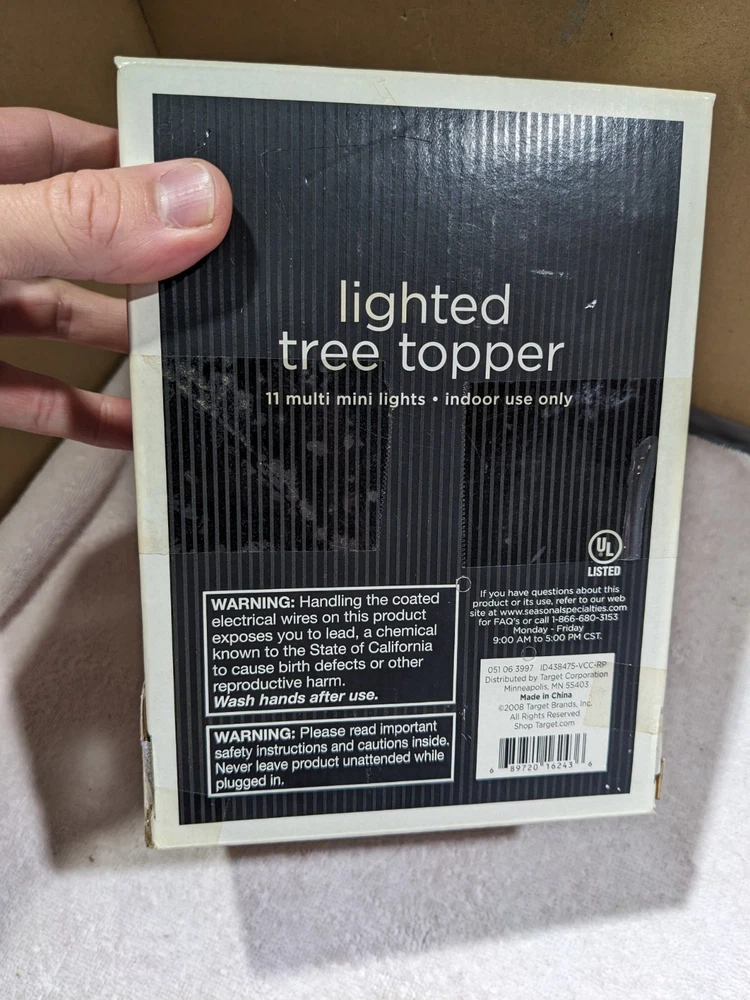 lighted
tree topper
11 multi mini lights • indoor use only
UL
LISTED
WARNING: Handling the coated
electrical wires on this product
exposes you to lead, a chemical
known to the State of California
to cause birth defects or other
reproductive harm.
Wash hands after use.
WARNING: Please read important
safety instructions and cautions inside.
Never leave product unattended while
plugged in.
If you have questions about this
product or its use, refer to our web
site at www.seasonalspecialties.com
for FAQ's or call 1-866-680-3153
Monday - Friday
9:00 AM to 5:00 PM CST.
051 06 3997 ID438475-VCC-RP
Distributed by Target Corporation
Minneapolis, MN 55403
Made in China
©2008 Target Brands, Inc.
All Rights Reserved
Shop Target.com
6 89720 16243 6